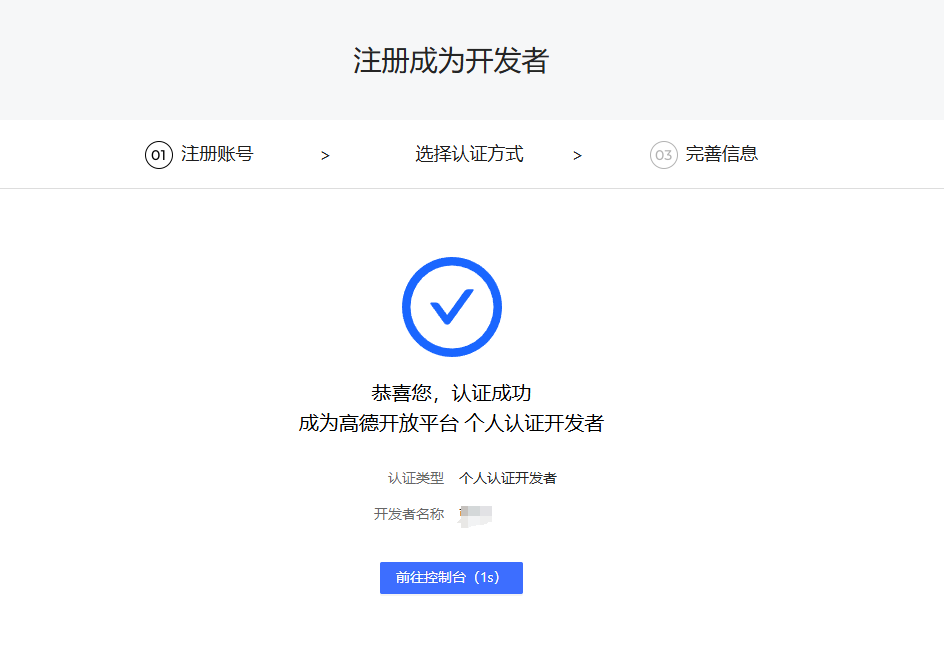 注册成为开发者
01 注册账号 > 选择认证方式 > 03 完善信息
恭喜您，认证成功
成为高德开放平台 个人认证开发者
认证类型 个人认证开发者
开发者名称
前往控制台（1s）